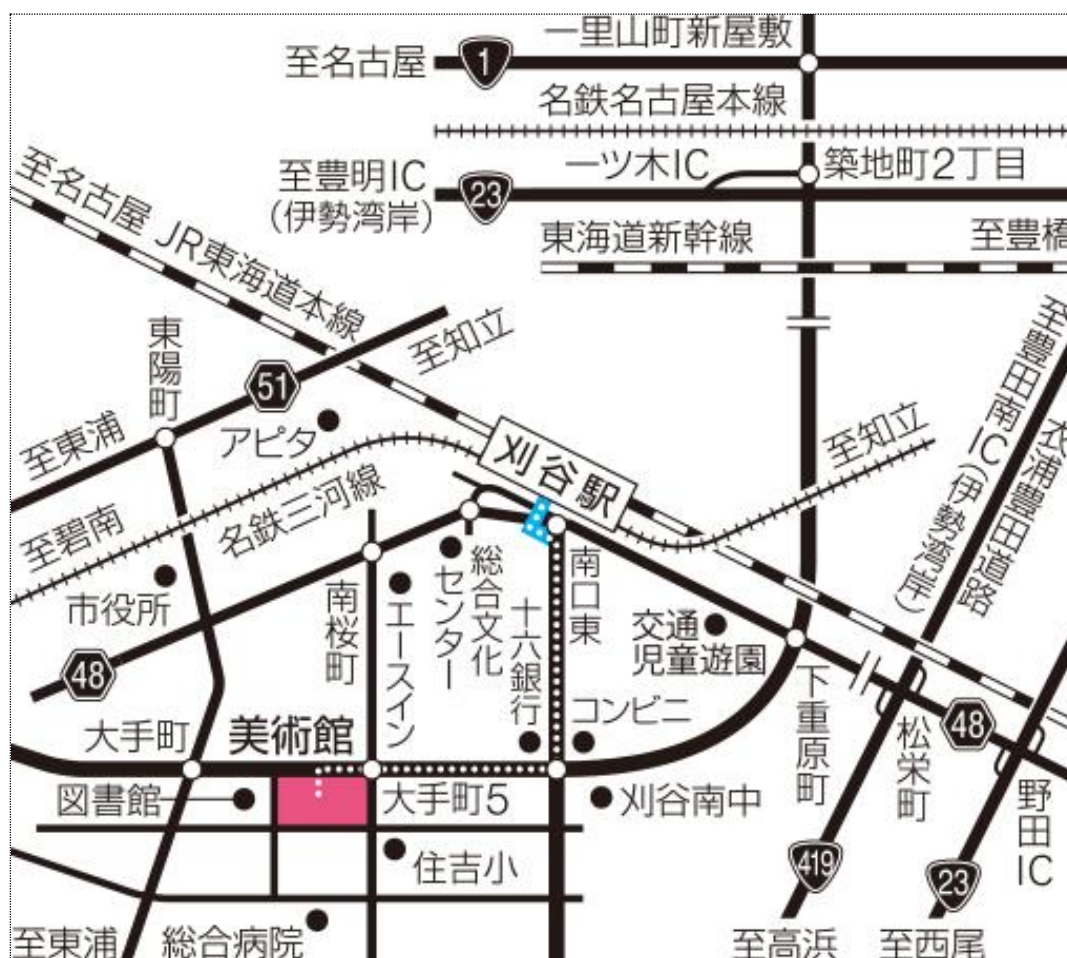 一里山町新屋敷
至名古屋
1
名鉄名古屋本線
至豊明IC
(伊勢湾岸)
23
一ツ木IC
築地町2丁目
東海道新幹線
至豊橋
至名古屋
JR東海道本線
東陽町
51
至知立
至東浦
アピタ
刈谷駅
至知立
至豊田南IC(伊勢湾岸)
衣浦豊田道路
至碧南
名鉄三河線
市役所
48
南桜町
エースイン
総合文化
センター
十六銀行
南口東
コンビニ
交通
児童遊園
下重原町
松栄町
48
野田IC
大手町
美術館
図書館
大手町5
刈谷南中
住吉小
419
23
至東浦
総合病院
至高浜
至西尾